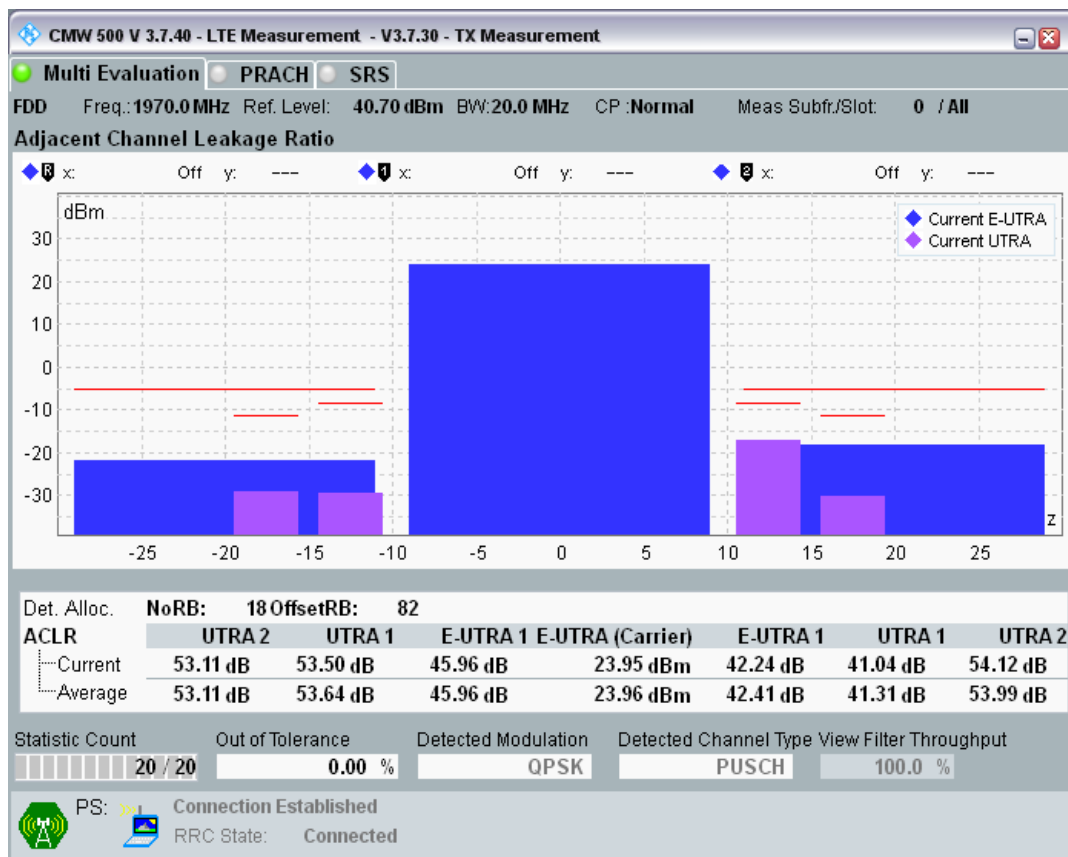 CMW 500 V 3.7.40 - LTE Measurement - V3.7.30 - TX Measurement
Multi Evaluation PRACH SRS
FDD Freq.: 1970.0 MHz Ref. Level: 40.70 dBm BW: 20.0 MHz CP : Normal Meas Subfr./Slot: 0 / All
Adjacent Channel Leakage Ratio
R x: Off y: --- 1 x: Off y: --- 2 x: Off y: ---
dBm
Current E-UTRA
Current UTRA
30
20
10
0
-10
-20
-30
z
-25 -20 -15 -10 -5 0 5 10 15 20 25
Det. Alloc. NoRB: 18 OffsetRB: 82
ACLR UTRA 2 UTRA 1 E-UTRA 1 E-UTRA (Carrier) E-UTRA 1 UTRA 1 UTRA 2
Current 53.11 dB 53.50 dB 45.96 dB 23.95 dBm 42.24 dB 41.04 dB 54.12 dB
Average 53.11 dB 53.64 dB 45.96 dB 23.96 dBm 42.41 dB 41.31 dB 53.99 dB
Statistic Count Out of Tolerance Detected Modulation Detected Channel Type View Filter Throughput
20 / 20 0.00 % QPSK PUSCH 100.0 %
PS: Connection Established
RRC State: Connected